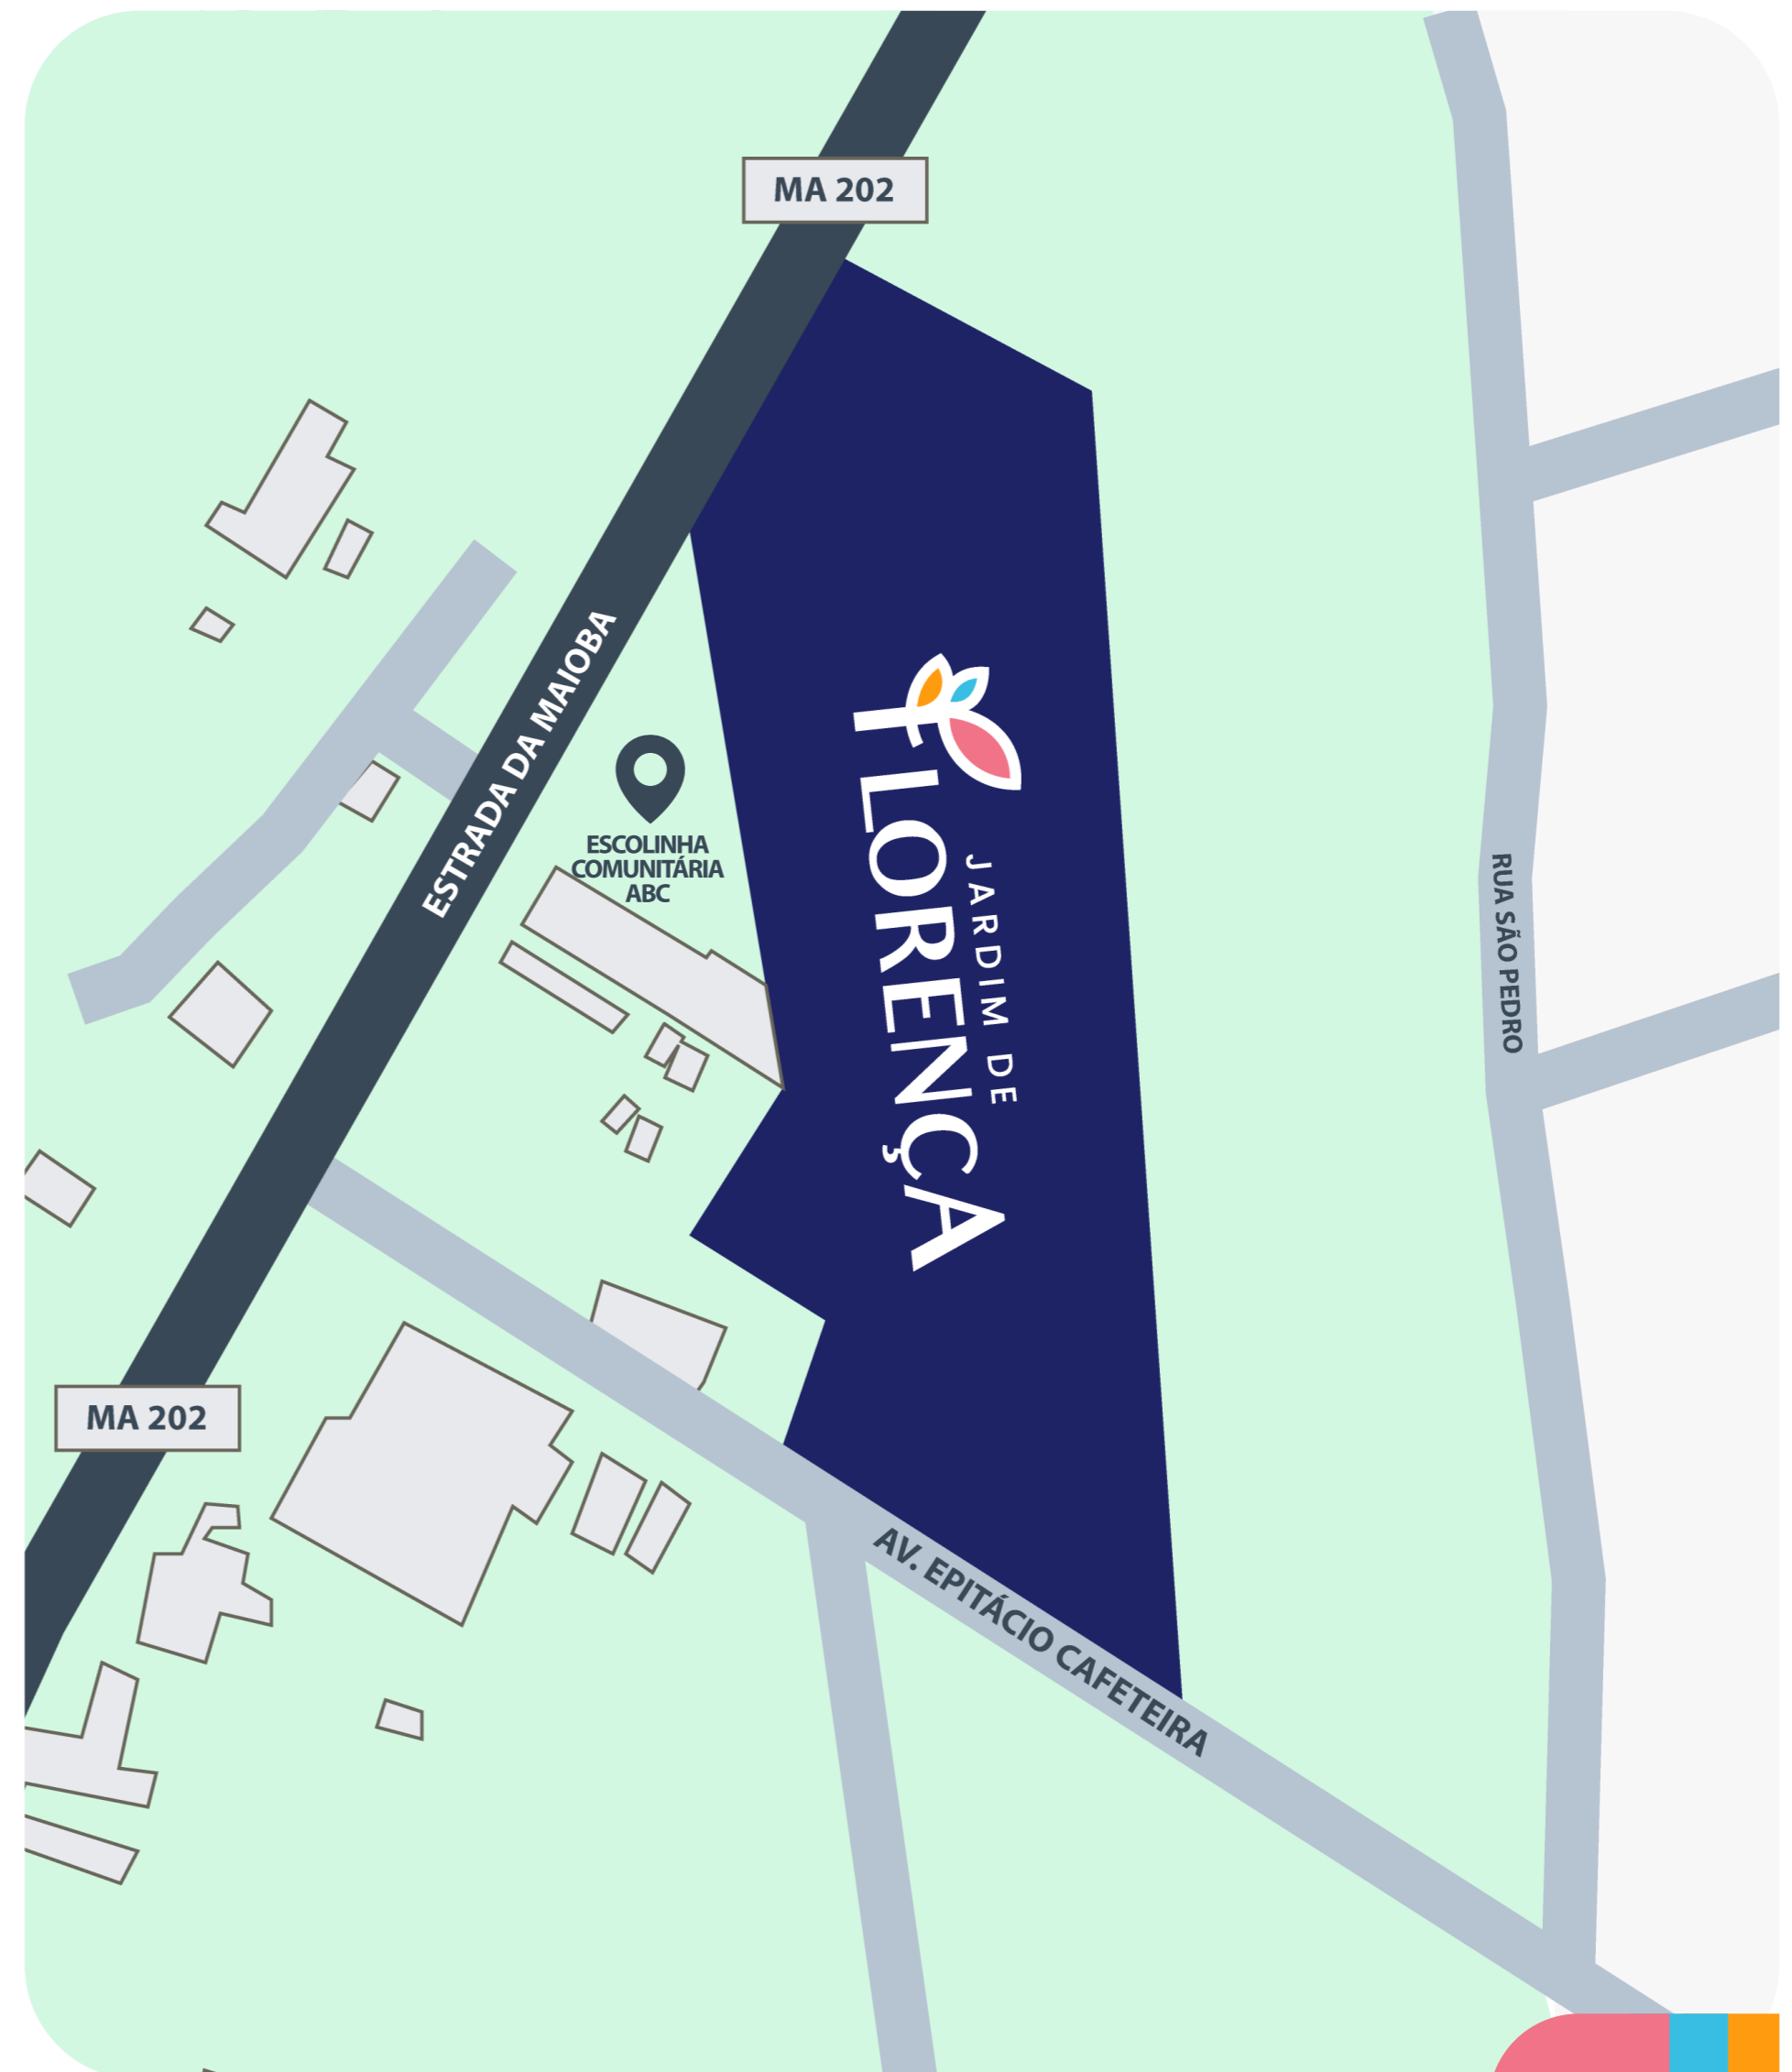 MA 202
ESTRADA DA MAIOBA
ESCOLINHA
COMUNITÁRIA
ABC
JARDIM DE
FLORENÇA
RUA SÃO PEDRO
MA 202
AV. EPITÁCIO CAFETEIRA